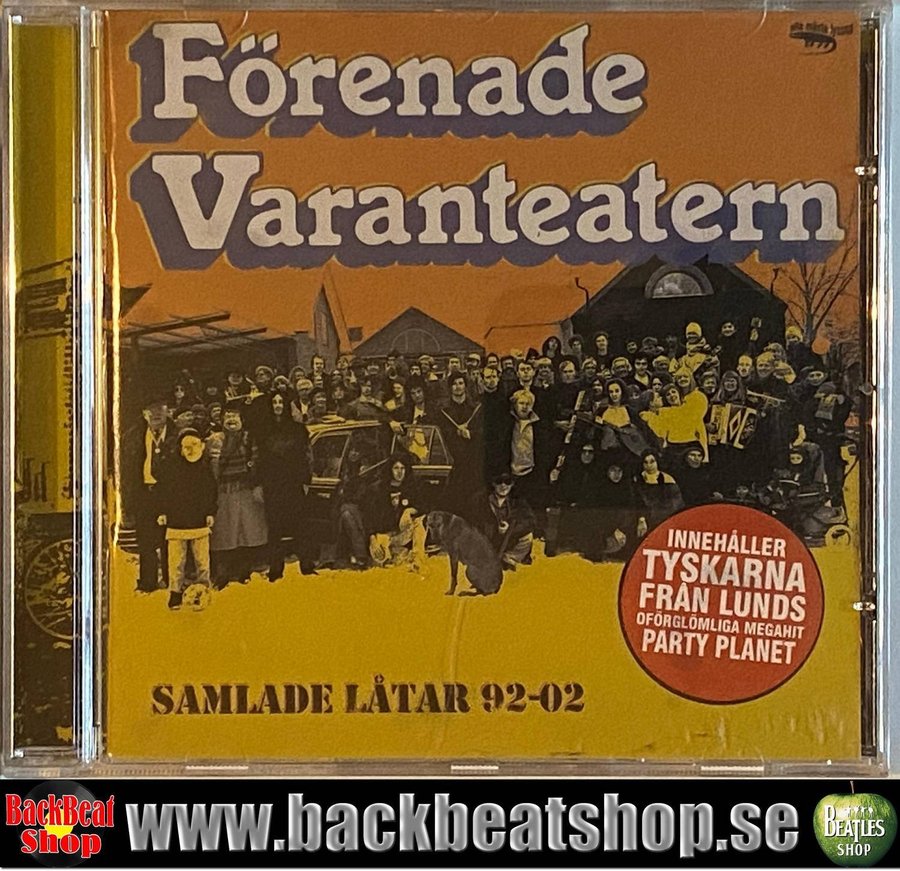 Förenade
Varanteatern
INNEHÅLLER
TYSKARNA
FRÅN LUNDS
OFÖRGLÖMLIGA MEGAHIT
PARTY PLANET
SAMLADE LÅTAR 92-02
BackBeat
Shop
www.backbeatshop.se
BEATLES
SHOP